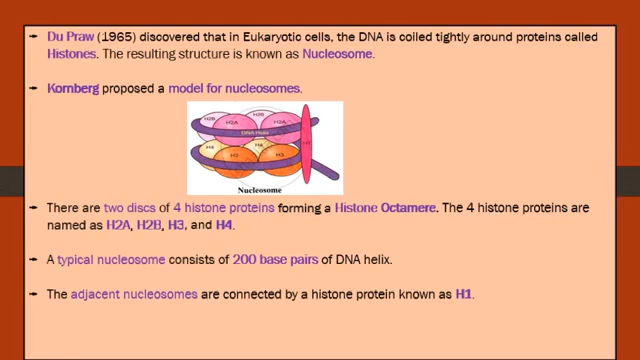 Du Praw (1965) discovered that in Eukaryotic cells, the DNA is coiled tightly around proteins called
Histones. The resulting structure is known as Nucleosome.
Kornberg proposed a model for nucleosomes.
H2B H2A H2B H2A
DNA Helix
H4 H3 H4 H3
Nucleosome
There are two discs of 4 histone proteins forming a Histone Octamere. The 4 histone proteins are
named as H2A, H2B, H3, and H4.
A typical nucleosome consists of 200 base pairs of DNA helix.
The adjacent nucleosomes are connected by a histone protein known as H1.